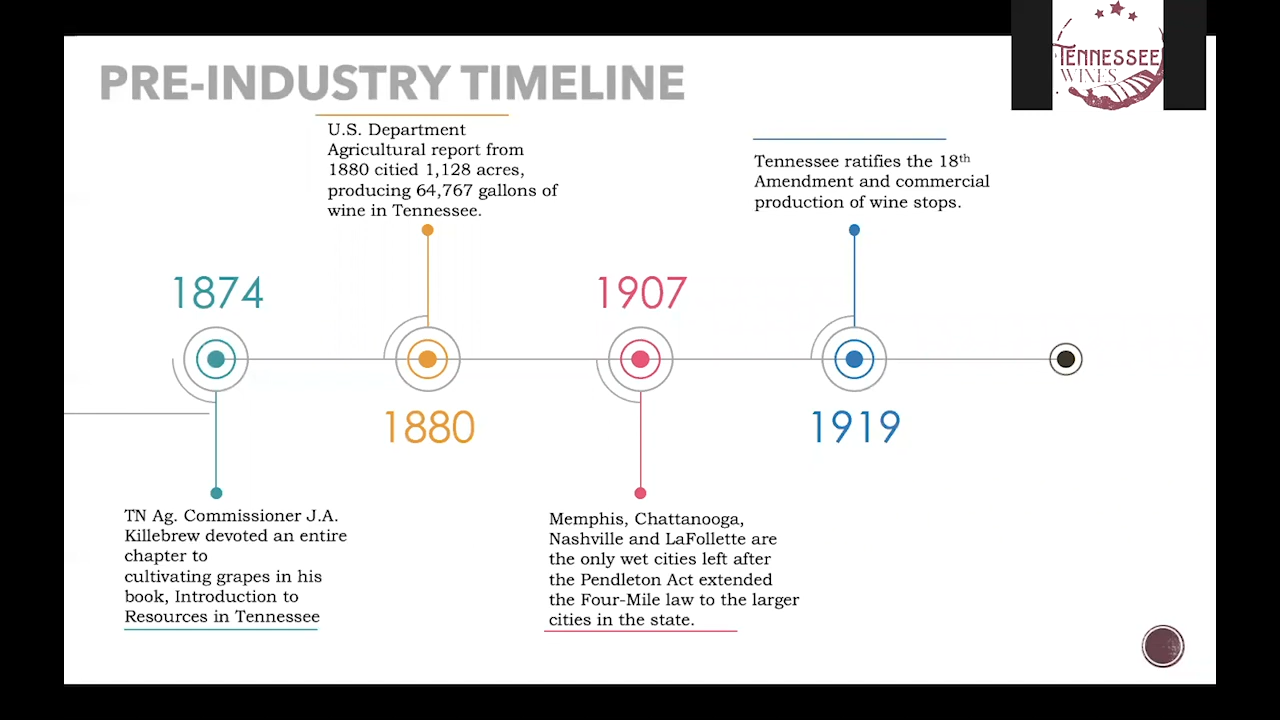 TENNESSEE
WINES
PRE-INDUSTRY TIMELINE
U.S. Department
Agricultural report from
1880 citied 1,128 acres,
producing 64,767 gallons of
wine in Tennessee.
Tennessee ratifies the 18th
Amendment and commercial
production of wine stops.
1874
1907
1880
1919
TN Ag. Commissioner J.A.
Killebrew devoted an entire
chapter to
cultivating grapes in his
book, Introduction to
Resources in Tennessee
Memphis, Chattanooga,
Nashville and LaFollette are
the only wet cities left after
the Pendleton Act extended
the Four-Mile law to the larger
cities in the state.